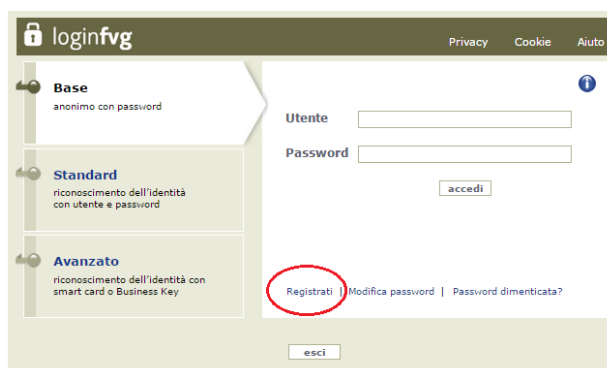 loginfvg
Privacy Cookie Aiuto
Base
anonimo con password
Standard
riconoscimento dell'identità
con utente e password
Avanzato
riconoscimento dell'identità con
smart card o Business Key
i
Utente
Password
accedi
Registrati | Modifica password | Password dimenticata?
esci